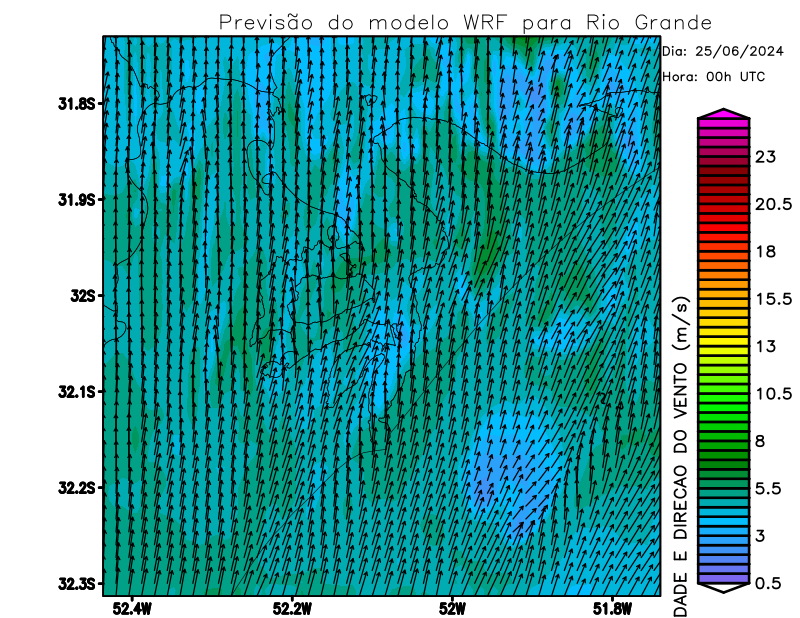 Previsão do modelo WRF para Rio Grande
Dia: 25/06/2024
Hora: 00h UTC
31.8S
31.9S
32S
32.1S
32.2S
32.3S
52.4W
52.2W
52W
51.8W
DADE E DIRECAO DO VENTO (m/s)
23
20.5
18
15.5
13
10.5
8
5.5
3
0.5